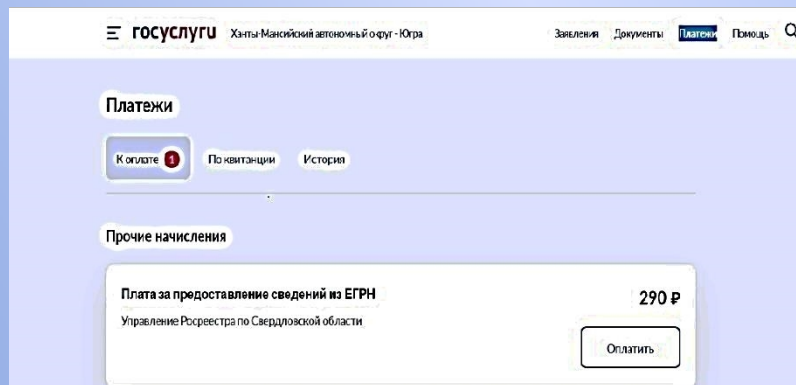 госуслуги Ханты-Мансийский автономный округ - Югра Заявления Документы Платежи Помощь
Платежи
К оплате 1 По квитанции История
Прочие начисления
Плата за предоставление сведений из ЕГРН 290 ₽
Управление Росреестра по Свердловской области
Оплатить